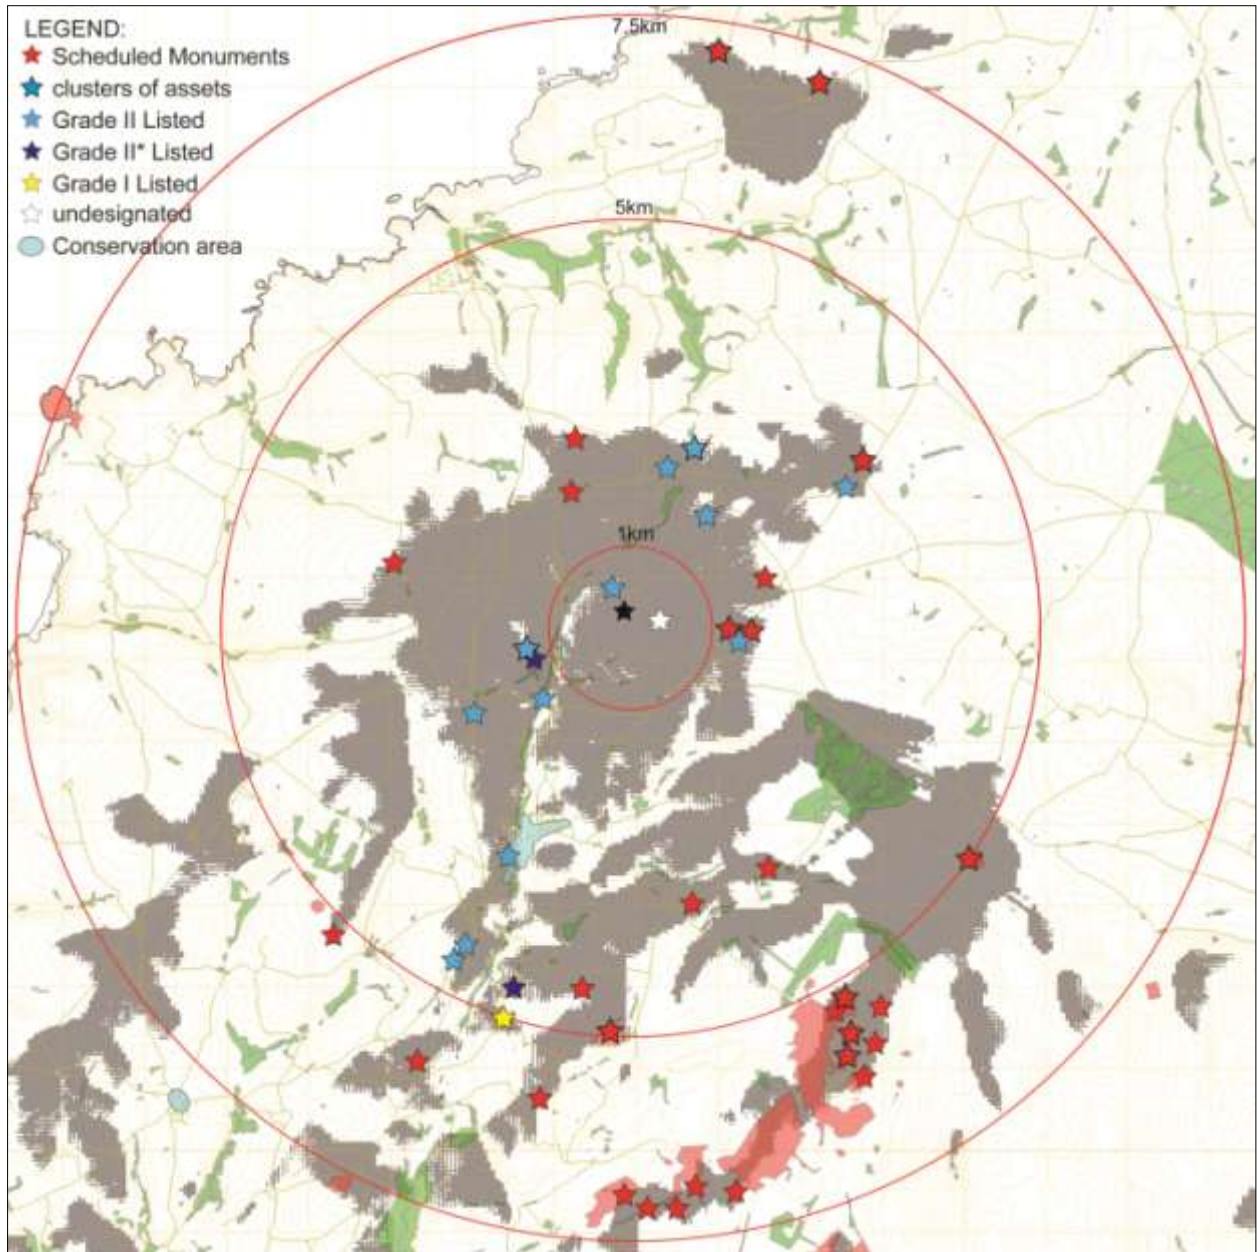 LEGEND:
Scheduled Monuments
clusters of assets
Grade II Listed
Grade II* Listed
Grade I Listed
undesignated
Conservation area
7.5km
5km
1km